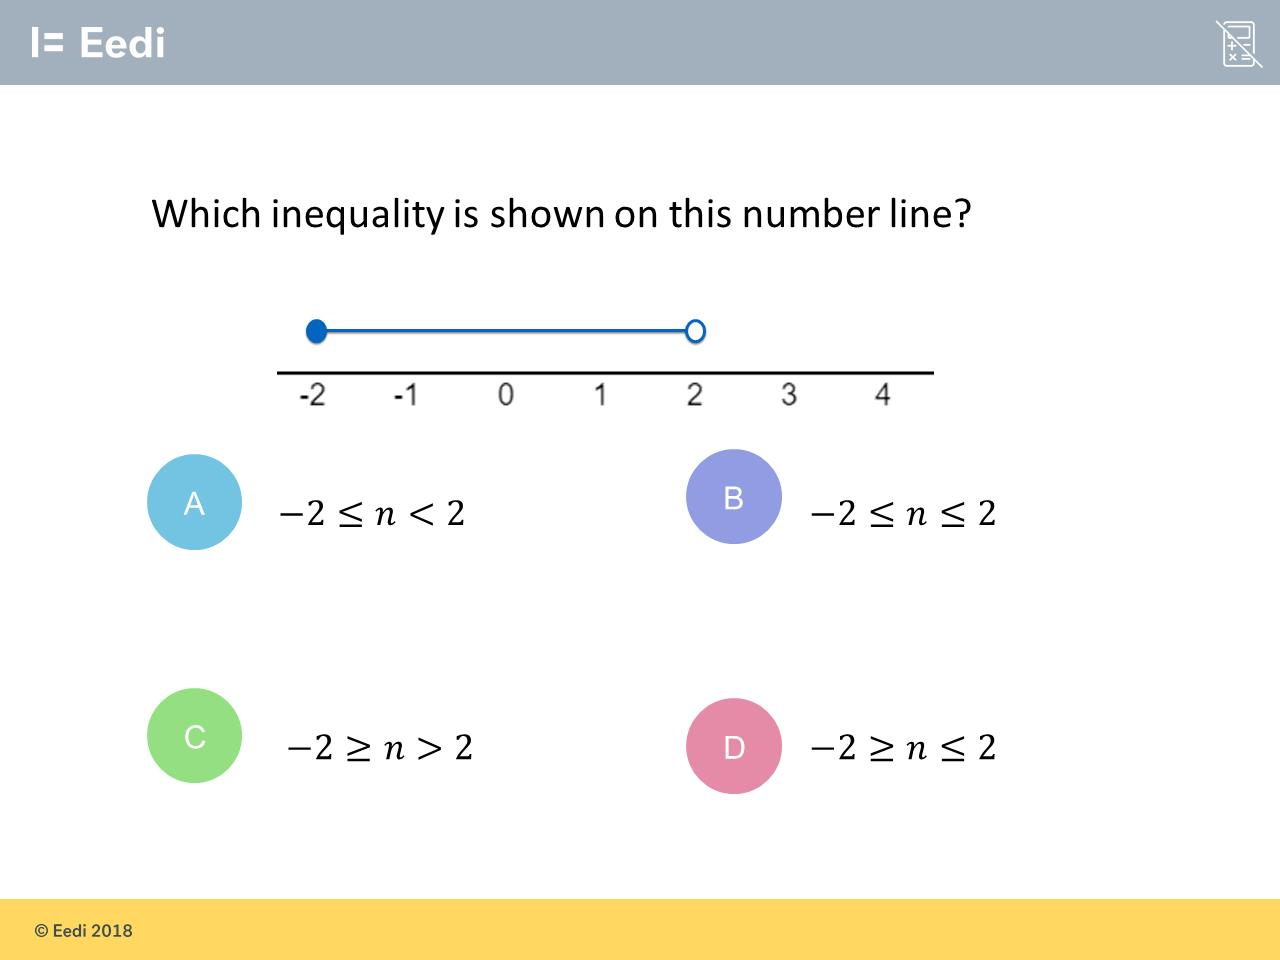 Eedi
Which inequality is shown on this number line?
-2 -1 0 1 2 3 4
A −2 ≤ n < 2
B −2 ≤ n ≤ 2
C −2 ≥ n > 2
D −2 ≥ n ≤ 2
© Eedi 2018